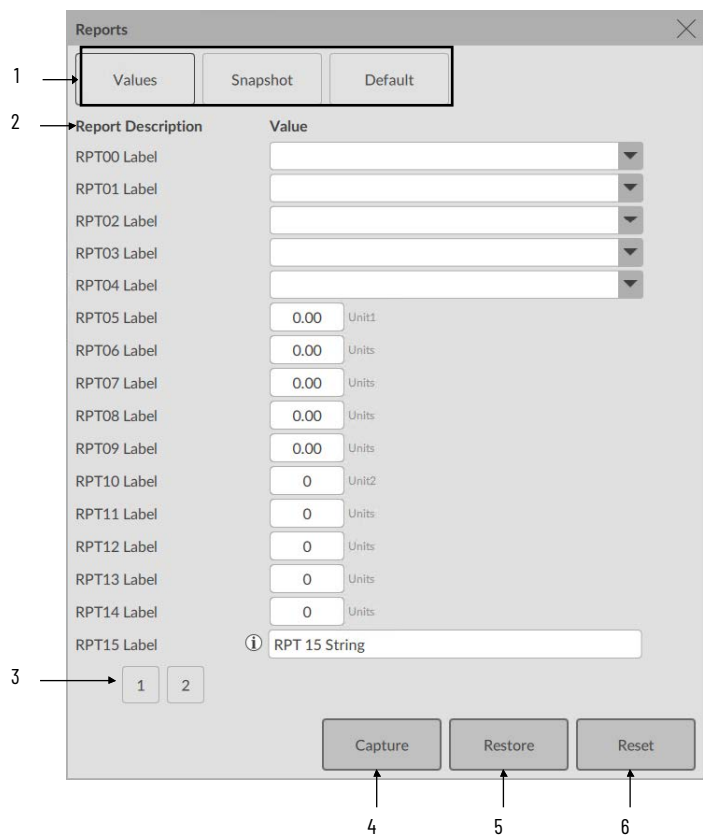 Reports
1 Values Snapshot Default
2 Report Description Value
RPT00 Label
RPT01 Label
RPT02 Label
RPT03 Label
RPT04 Label
RPT05 Label 0.00 Unit1
RPT06 Label 0.00 Units
RPT07 Label 0.00 Units
RPT08 Label 0.00 Units
RPT09 Label 0.00 Units
RPT10 Label 0 Unit2
RPT11 Label 0 Units
RPT12 Label 0 Units
RPT13 Label 0 Units
RPT14 Label 0 Units
RPT15 Label i RPT 15 String
3 1 2
Capture Restore Reset
4 5 6